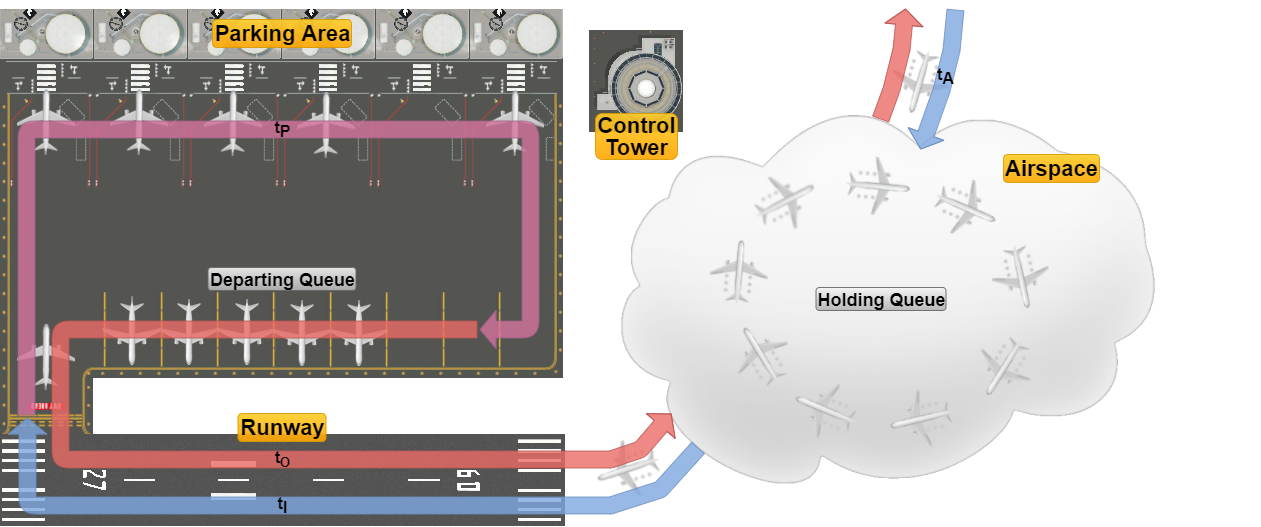 Parking Area
tA
Control
Tower
tP
Airspace
Departing Queue
Holding Queue
Runway
tO
27
09
tI